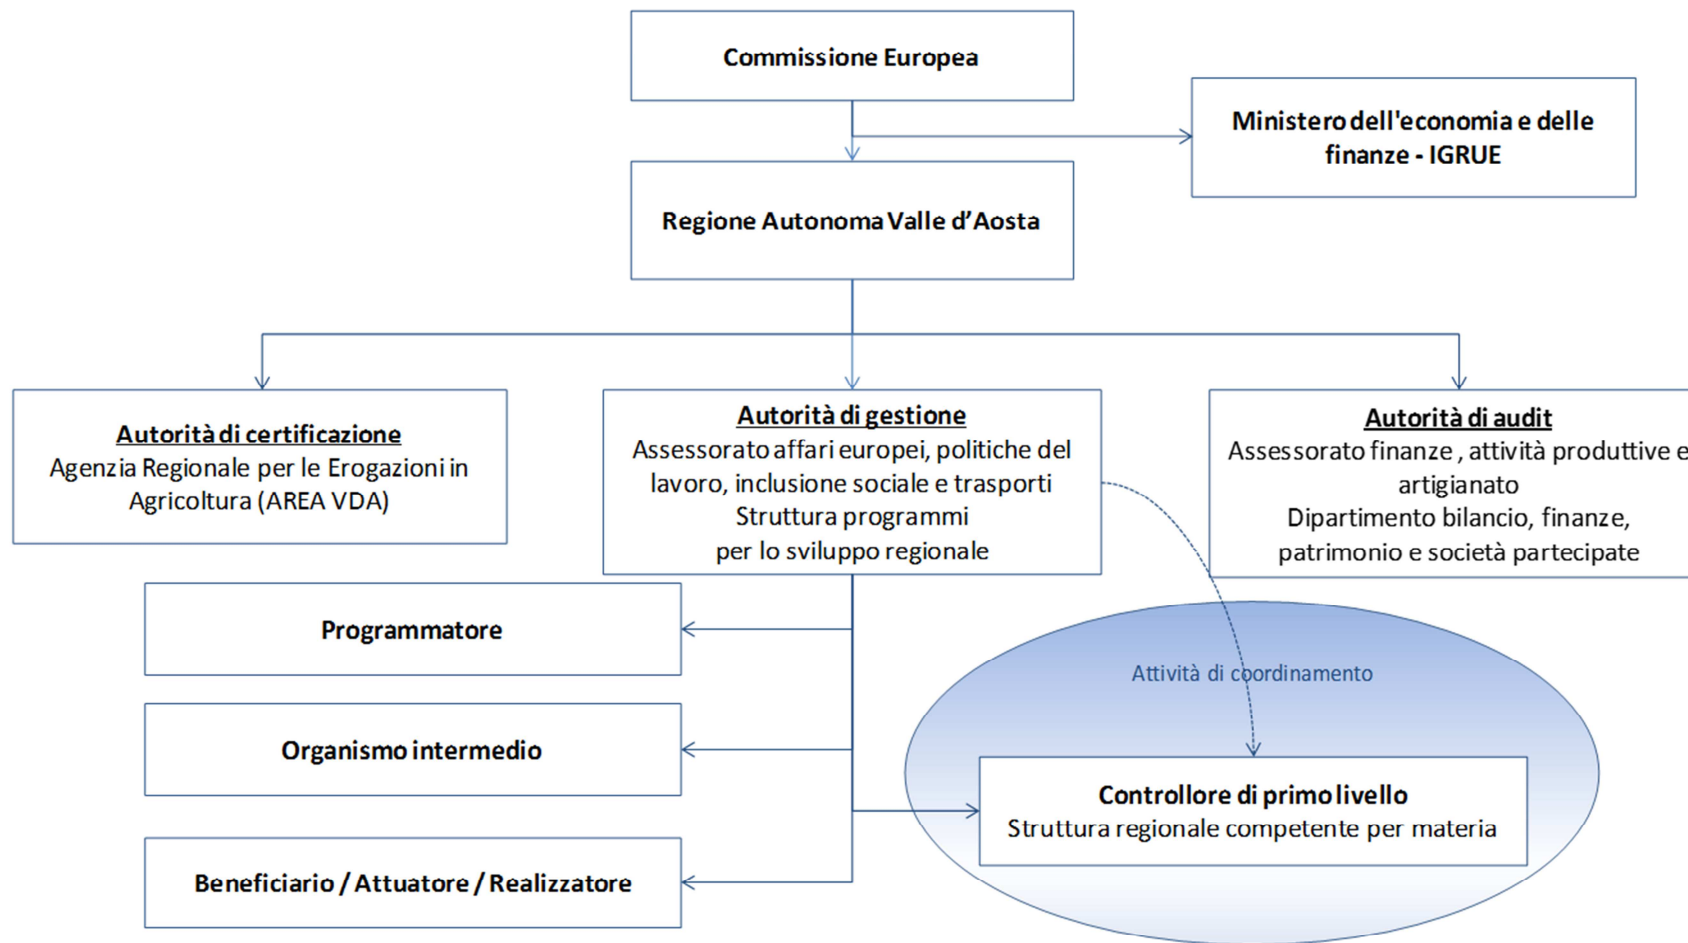 Commissione Europea
Ministero dell'economia e delle
finanze - IGRUE
Regione Autonoma Valle d'Aosta
Autorità di certificazione
Agenzia Regionale per le Erogazioni in
Agricoltura (AREA VDA)
Autorità di gestione
Assessorato affari europei, politiche del
lavoro, inclusione sociale e trasporti
Struttura programmi
per lo sviluppo regionale
Autorità di audit
Assessorato finanze , attività produttive e
artigianato
Dipartimento bilancio, finanze,
patrimonio e società partecipate
Programmatore
Attività di coordinamento
Organismo intermedio
Controllore di primo livello
Struttura regionale competente per materia
Beneficiario / Attuatore / Realizzatore